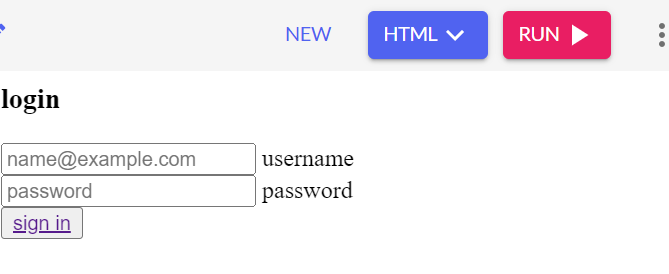 NEW HTML RUN
login
name@example.com username
password password
sign in